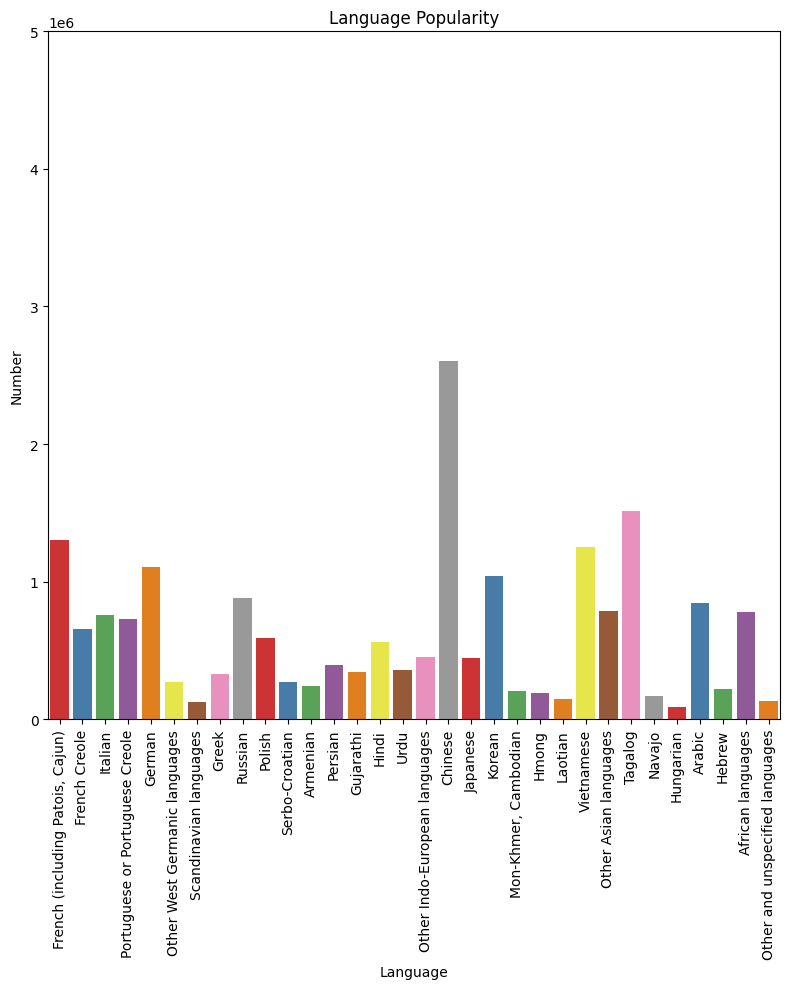 Language Popularity
1e6
5
4
3
2
1
0
Number
French (including Patois, Cajun)
French Creole
Italian
Portuguese or Portuguese Creole
German
Other West Germanic languages
Scandinavian languages
Greek
Russian
Polish
Serbo-Croatian
Armenian
Persian
Gujarathi
Hindi
Urdu
Other Indo-European languages
Chinese
Japanese
Korean
Mon-Khmer, Cambodian
Hmong
Laotian
Vietnamese
Other Asian languages
Tagalog
Navajo
Hungarian
Arabic
Hebrew
African languages
Other and unspecified languages
Language